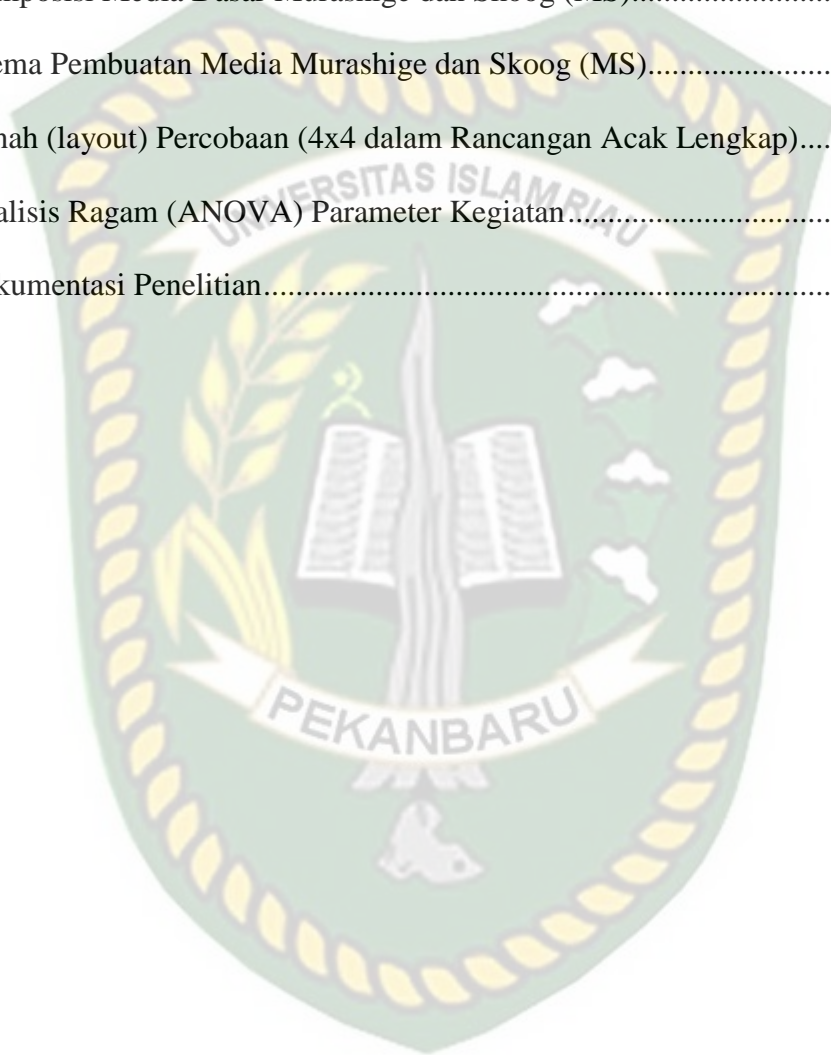 mposisi Media Dasar Murashige dan Skoog (MS)......................
ema Pembuatan Media Murashige dan Skoog (MS)......................
nah (layout) Percobaan (4x4 dalam Rancangan Acak Lengkap)....
UNIVERSITAS ISLAM RIAU
alisis Ragam (ANOVA) Parameter Kegiatan..................................
kumentasi Penelitian.........................................................................
PEKANBARU